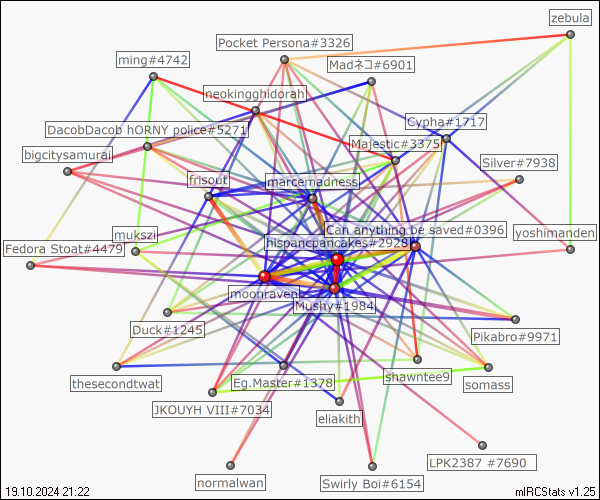 zebula
Pocket Persona#3326
ming#4742
Madネコ#6901
neokingghidorah
Cypha#1717
DacobDacob hORNY police#5271
Majestic#3375
bigcitysamurai
Silver#7938
frisout
marcemadness
mukszi
Can anything be saved#0396
yoshimanden
Fedora Stoat#4479
hispancpancakes#2928
moonraven
Mushy#1984
Duck#1245
Pikabro#9971
thesecondtwat
Eg.Master#1378
shawntee9
somass
JKOUYH VIII#7034
eliakith
LPK2387 #7690
normalwan
Swirly Boi#6154
19.10.2024 21:22
mIRCStats v1.25